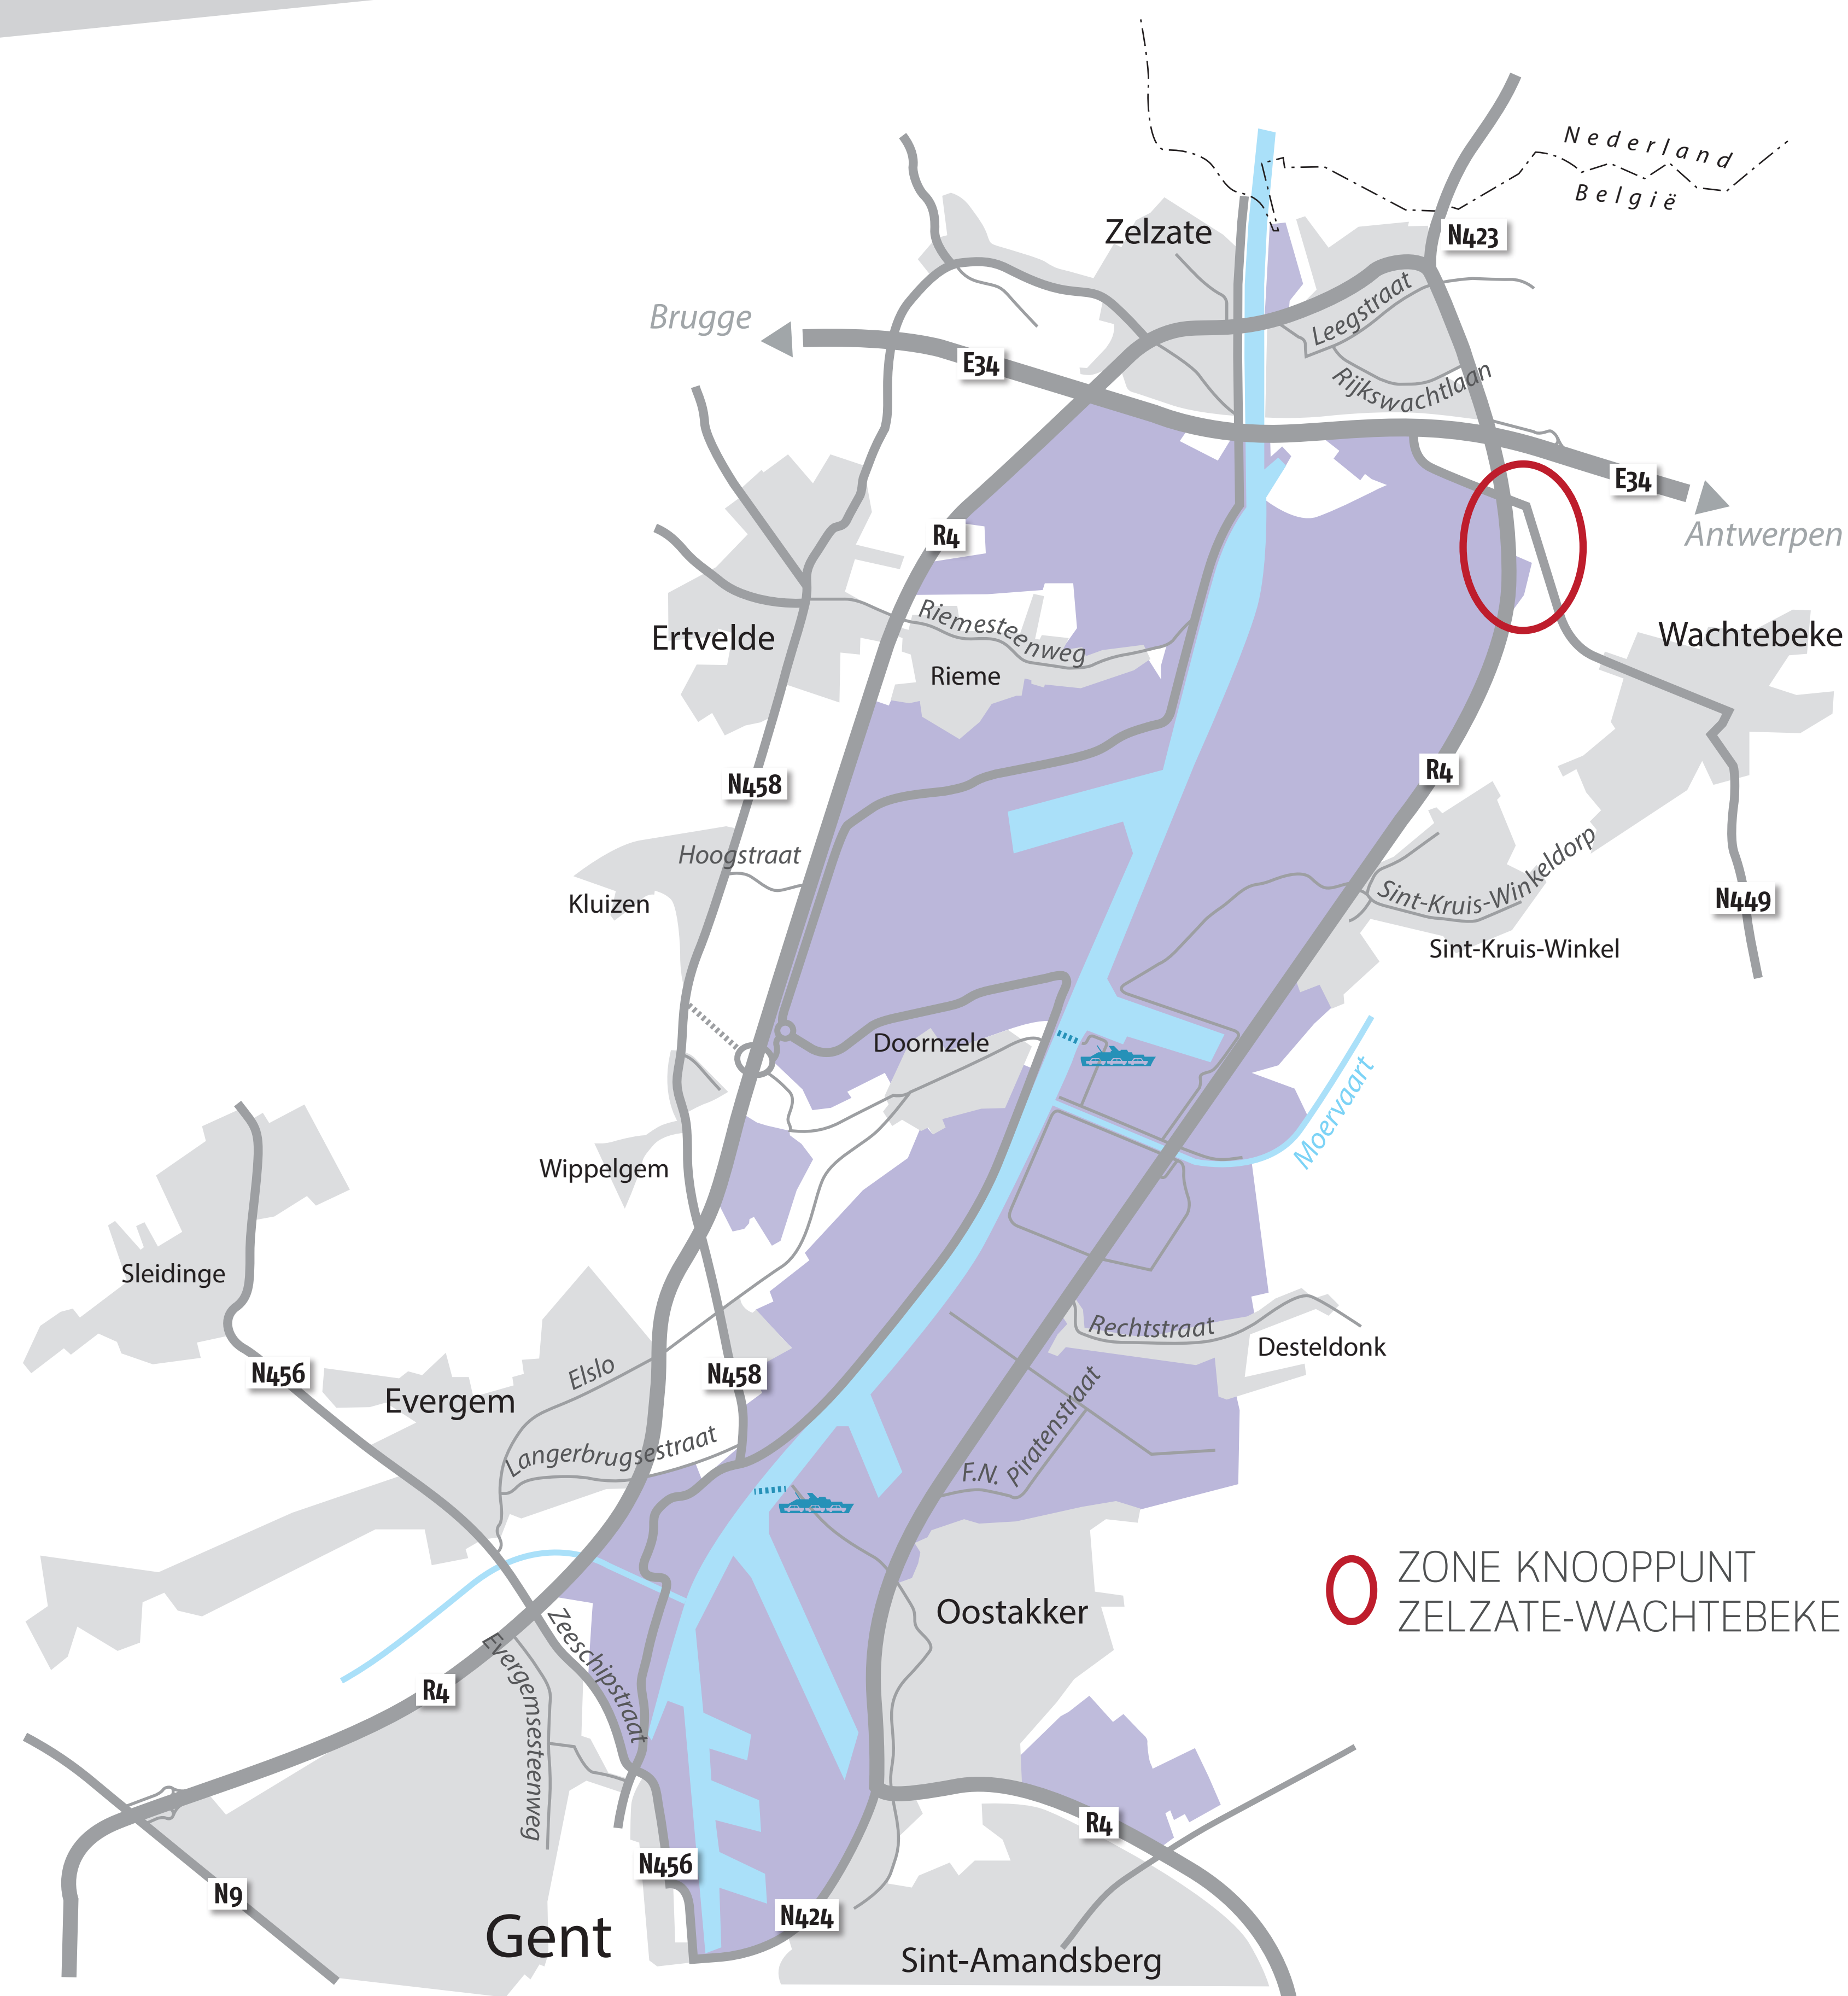 Nederland
België
N423
Zelzate
Brugge
Leegstraat
E34
Rijkswachtlaan
E34
R4
Antwerpen
Riemesteenweg
Ertvelde
Wachtebeke
Rieme
R4
N458
Hoogstraat
Kluizen
Sint-Kruis-Winkeldorp
N449
Sint-Kruis-Winkel
Doornzele
Moervaart
Wippelgem
Sleidinge
Rechtstraat
Desteldonk
N456
Elslo
N458
Evergem
F.N. Piratenstraat
Langerbrugsestraat
ZONE KNOOPPUNT
ZELZATE-WACHTEBEKE
Oostakker
Zeeschipstraat
Evergemsesteenweg
R4
R4
N456
N9
N424
Gent
Sint-Amandsberg